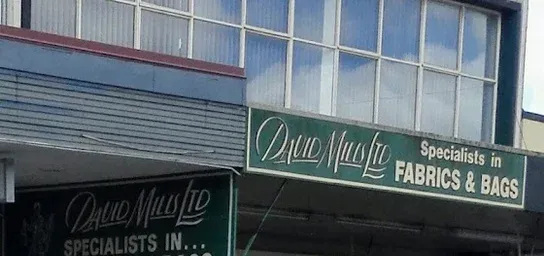 David Mills Ltd
Specialists in
FABRICS & BAGS
David Mills Ltd
SPECIALISTS IN...